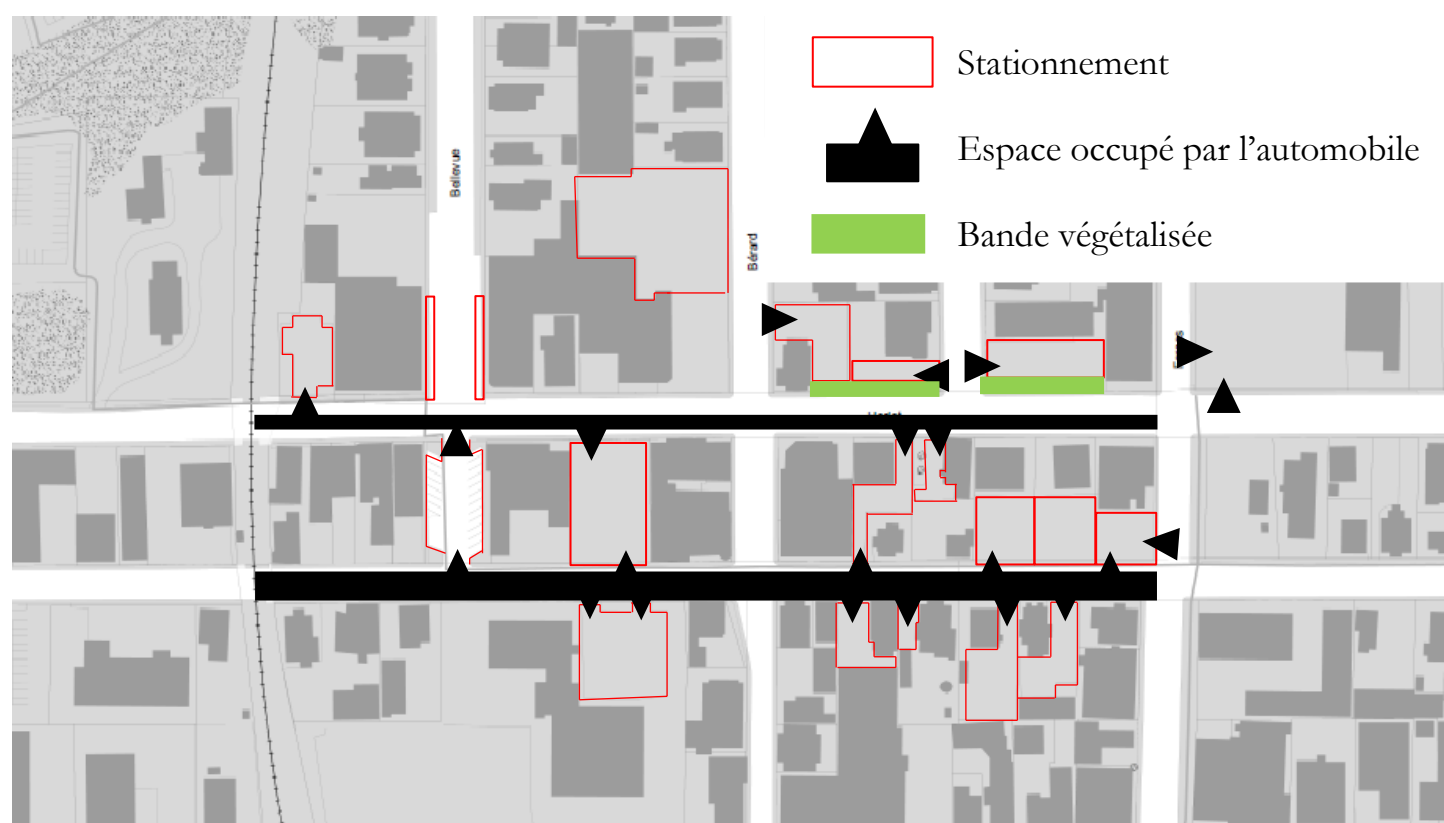 Stationnement
Espace occupé par l’automobile
Bande végétalisée
Bellevue
Bérard